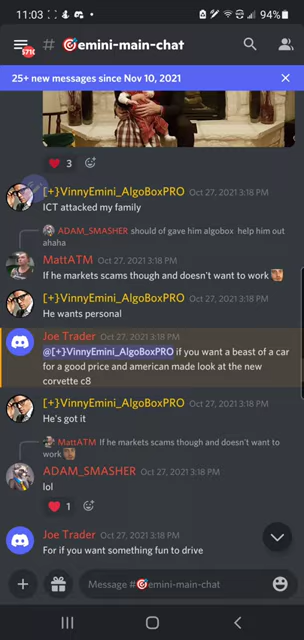 11:03
94%
571
# 🎯emini-main-chat
25+ new messages since Nov 10, 2021
3
[+}VinnyEmini_AlgoBoxPRO Oct 27, 2021 3:18 PM
ICT attacked my family
ADAM_SMASHER should of gave him algobox help him out
ahaha
MattATM Oct 27, 2021 3:18 PM
If he markets scams though and doesn't want to work
[+}VinnyEmini_AlgoBoxPRO Oct 27, 2021 3:18 PM
He wants personal
Joe Trader Oct 27, 2021 3:18 PM
@[+}VinnyEmini_AlgoBoxPRO if you want a beast of a car
for a good price and american made look at the new
corvette c8
[+}VinnyEmini_AlgoBoxPRO Oct 27, 2021 3:18 PM
He's got it
MattATM If he markets scams though and doesn't want to
work
ADAM_SMASHER Oct 27, 2021 3:18 PM
lol
1
Joe Trader Oct 27, 2021 3:18 PM
For if you want something fun to drive
Message #🎯emini-main-chat